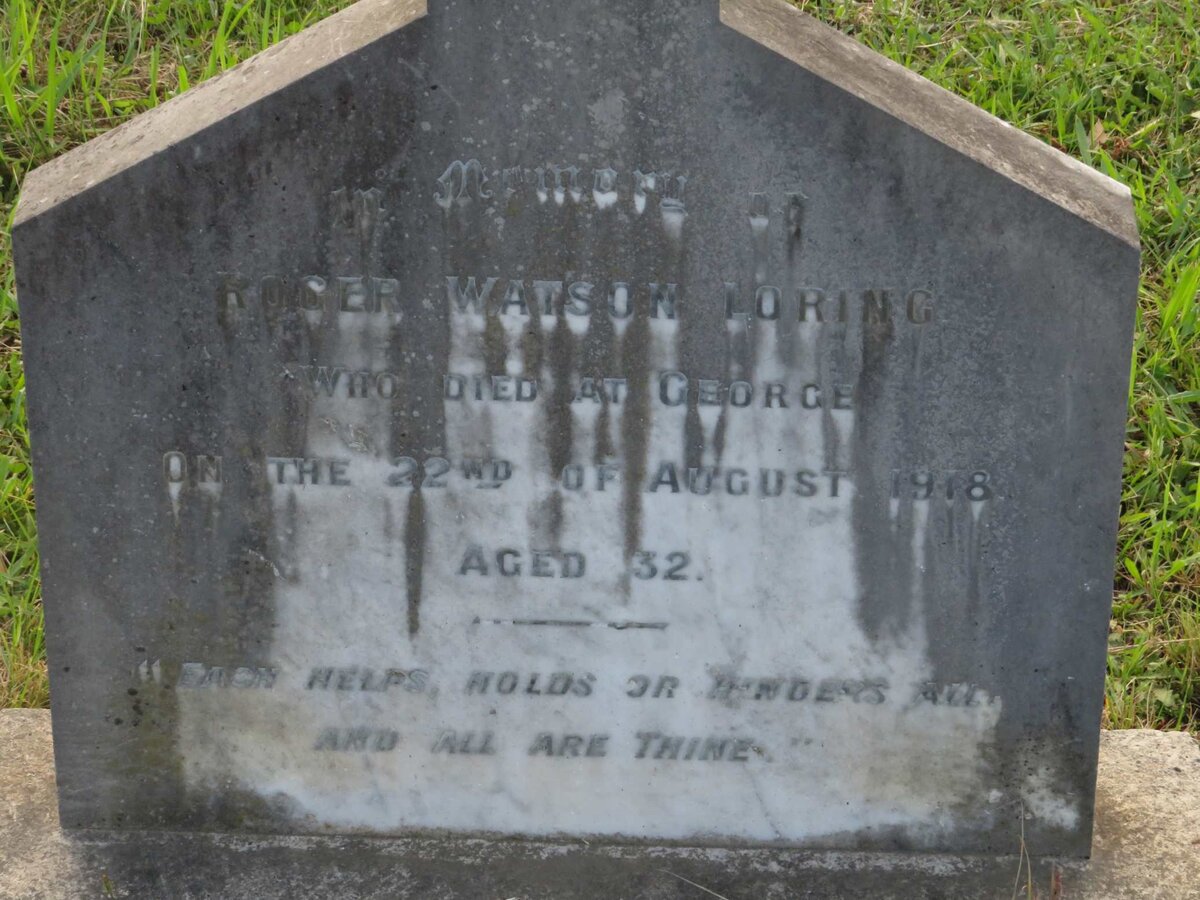 In Memory of
ROGER WATSON LORING
WHO DIED AT GEORGE
ON THE 22ND OF AUGUST 1918
AGED 32.
"EACH HELPS, HOLDS OR HINDERS ALL,
AND ALL ARE THINE."